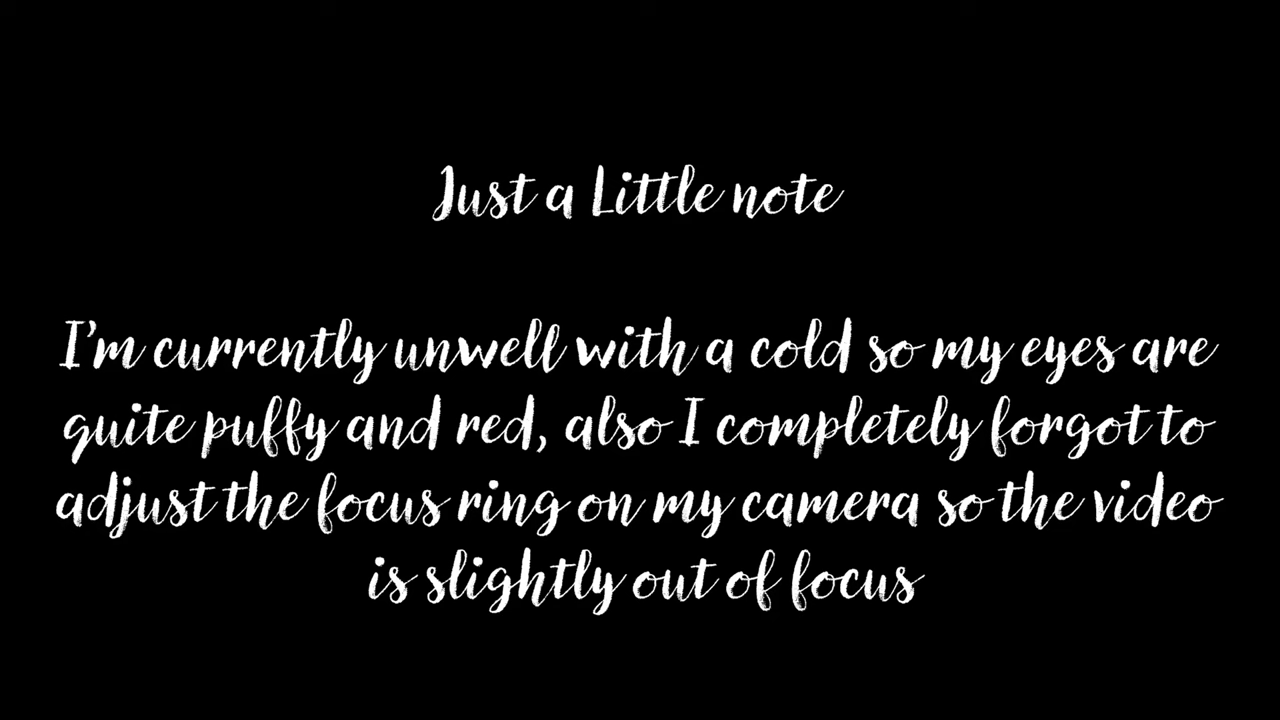 Just a Little note
I'm currently unwell with a cold so my eyes are
quite puffy and red, also I completely forgot to
adjust the focus ring on my camera so the video
is slightly out of focus